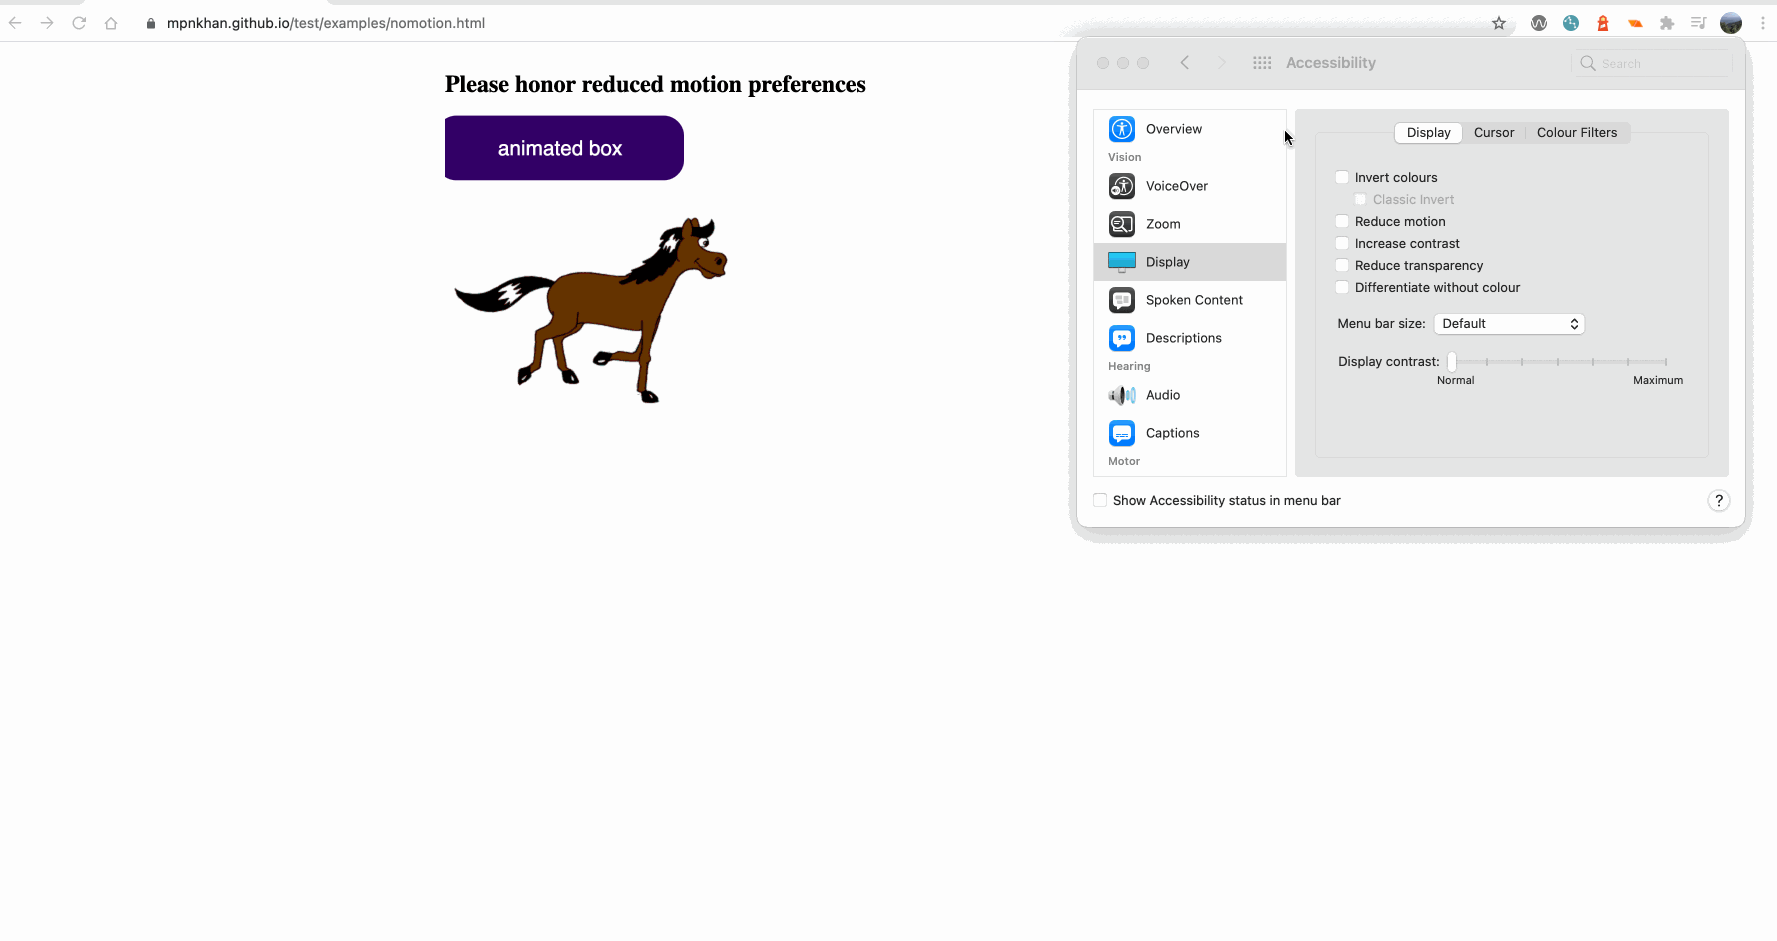 mpnkhan.github.io/test/examples/nomotion.html
Please honor reduced motion preferences
animated box
Accessibility
Search
Overview
Vision
VoiceOver
Zoom
Display
Spoken Content
Descriptions
Hearing
Audio
Captions
Motor
Display Cursor Colour Filters
Invert colours
Classic Invert
Reduce motion
Increase contrast
Reduce transparency
Differentiate without colour
Menu bar size: Default
Display contrast:
Normal Maximum
Show Accessibility status in menu bar
?